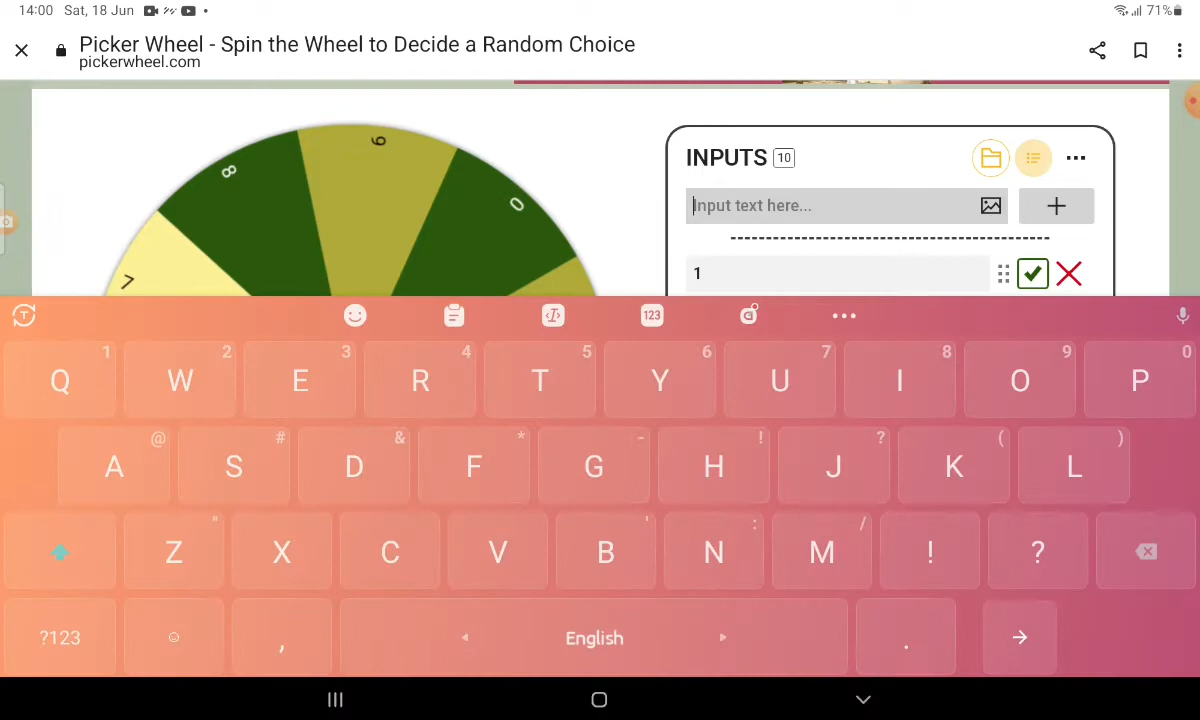 14:00 Sat, 18 Jun
71%
Picker Wheel - Spin the Wheel to Decide a Random Choice
pickerwheel.com
7
8
9
0
INPUTS 10
Input text here...
+
1
T
123
Q 1 W 2 E 3 R 4 T 5 Y 6 U 7 I 8 O 9 P 0
A @ S # D & F * G - H ! J ? K ( L )
Z " X C V B ' N : M / ! ?
?123 , English .